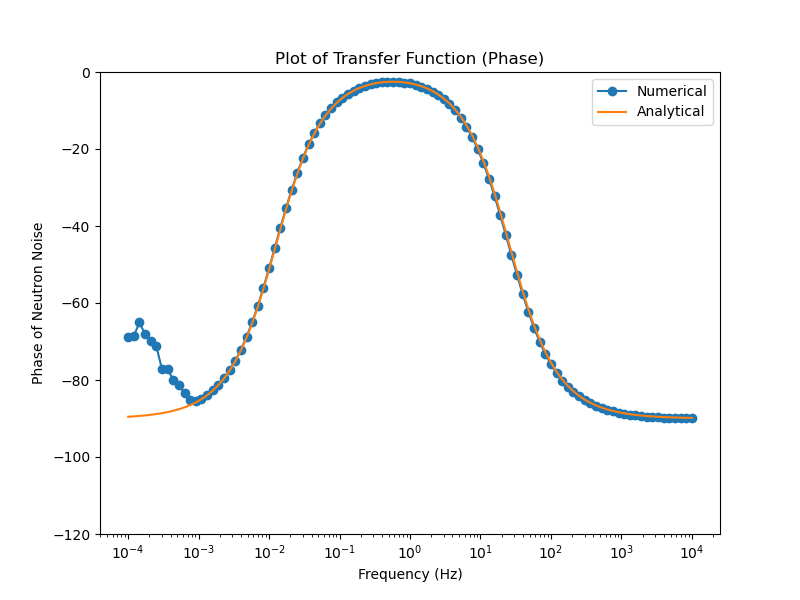 Plot of Transfer Function (Phase)
Numerical
Analytical
Phase of Neutron Noise
0
−20
−40
−60
−80
−100
−120
10⁻⁴ 10⁻³ 10⁻² 10⁻¹ 10⁰ 10¹ 10² 10³ 10⁴
Frequency (Hz)